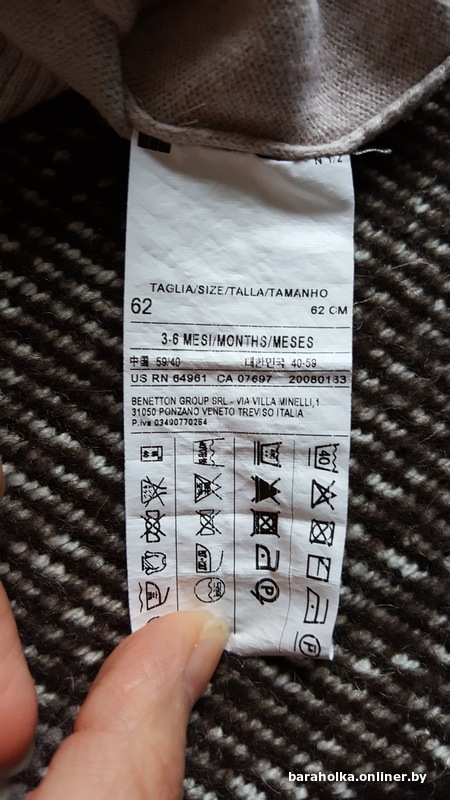 TAGLIA/SIZE/TALLA/TAMANHO
62 62 CM
3-6 MESI/MONTHS/MESES
中国 59/40 대한민국 40-59
US RN 64961 CA 07697 20080133
BENETTON GROUP SRL - VIA VILLA MINELLI,1
31050 PONZANO VENETO TREVISO ITALIA
P.iva 03490770264
40
P
P
baraholka.onliner.by